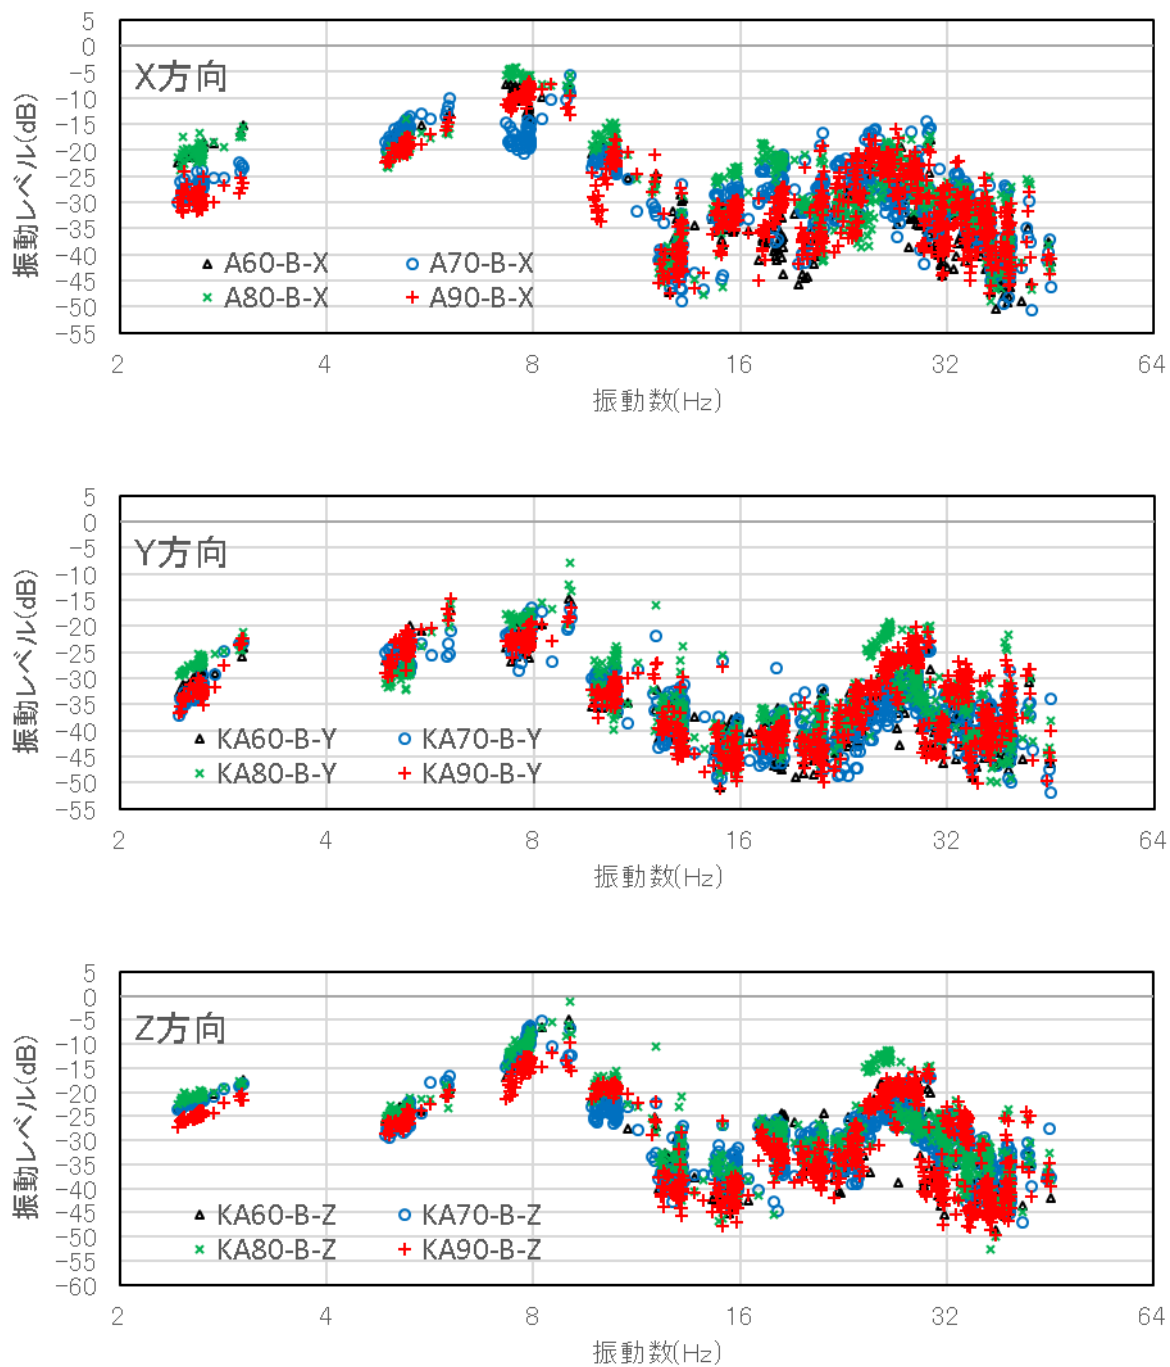 5
0
-5
-10
-15
-20
-25
-30
-35
-40
-45
-50
-55
振動レベル(dB)
X方向
A60-B-X A70-B-X
A80-B-X A90-B-X
2 4 8 16 32 64
振動数(Hz)
5
0
-5
-10
-15
-20
-25
-30
-35
-40
-45
-50
-55
振動レベル(dB)
Y方向
KA60-B-Y KA70-B-Y
KA80-B-Y KA90-B-Y
2 4 8 16 32 64
振動数(Hz)
5
0
-5
-10
-15
-20
-25
-30
-35
-40
-45
-50
-55
-60
振動レベル(dB)
Z方向
KA60-B-Z KA70-B-Z
KA80-B-Z KA90-B-Z
2 4 8 16 32 64
振動数(Hz)